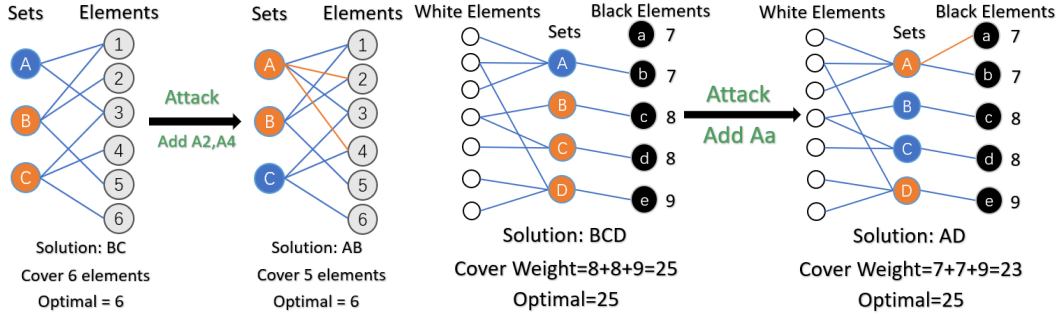 Sets Elements
A
B
C
1
2
3
4
5
6
Solution: BC
Cover 6 elements
Optimal = 6
Attack
Add A2,A4
Sets Elements
A
B
C
1
2
3
4
5
6
Solution: AB
Cover 5 elements
Optimal = 6
White Elements
Sets
Black Elements
A
B
C
D
a 7
b 7
c 8
d 8
e 9
Solution: BCD
Cover Weight=8+8+9=25
Optimal=25
Attack
Add Aa
White Elements
Sets
Black Elements
A
B
C
D
a 7
b 7
c 8
d 8
e 9
Solution: AD
Cover Weight=7+7+9=23
Optimal=25